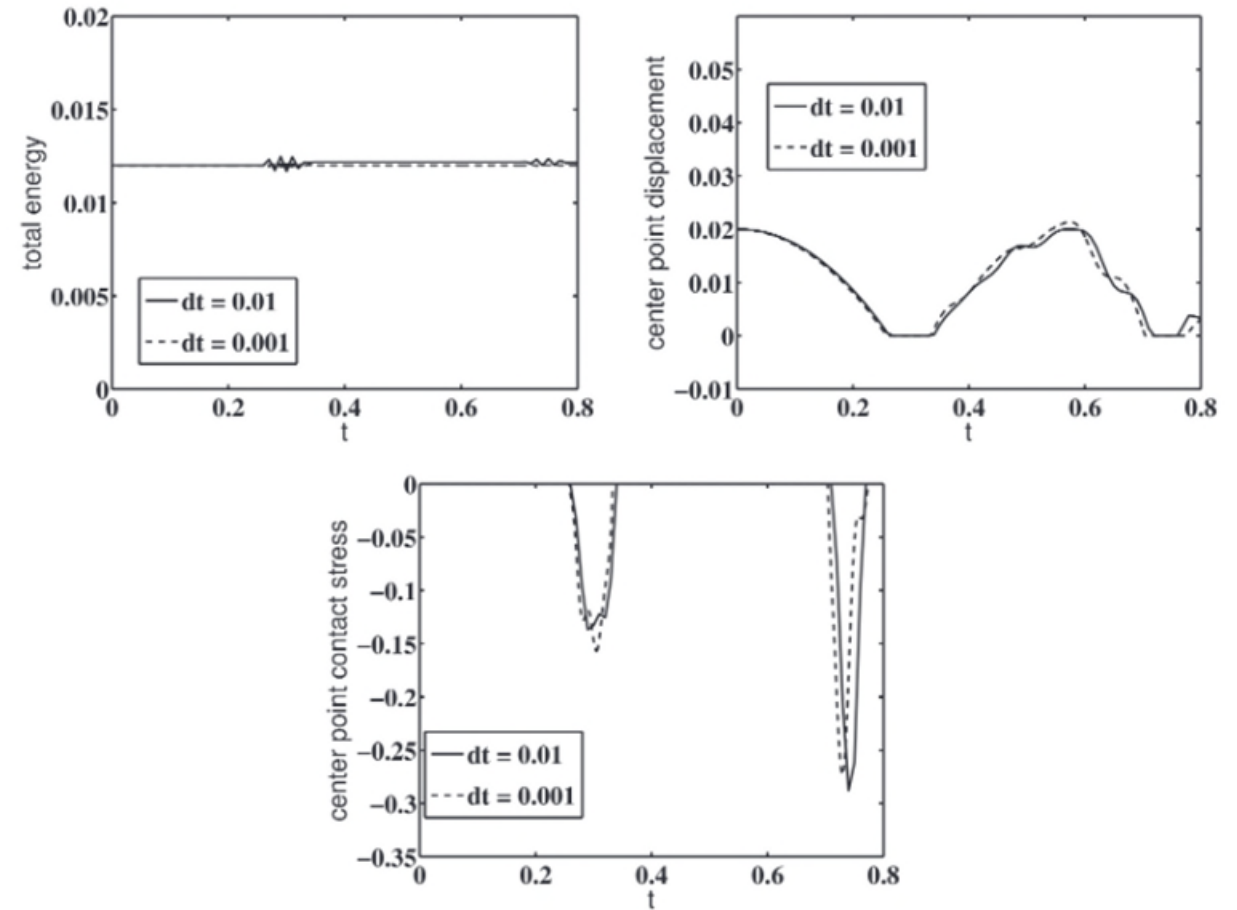 0.02
0.015
0.01
0.005
0
total energy
dt = 0.01
dt = 0.001
0 0.2 0.4 0.6 0.8
t
0.05
0.04
0.03
0.02
0.01
0
−0.01
center point displacement
dt = 0.01
dt = 0.001
0 0.2 0.4 0.6 0.8
t
0
−0.05
−0.1
−0.15
−0.2
−0.25
−0.3
−0.35
center point contact stress
dt = 0.01
dt = 0.001
0 0.2 0.4 0.6 0.8
t